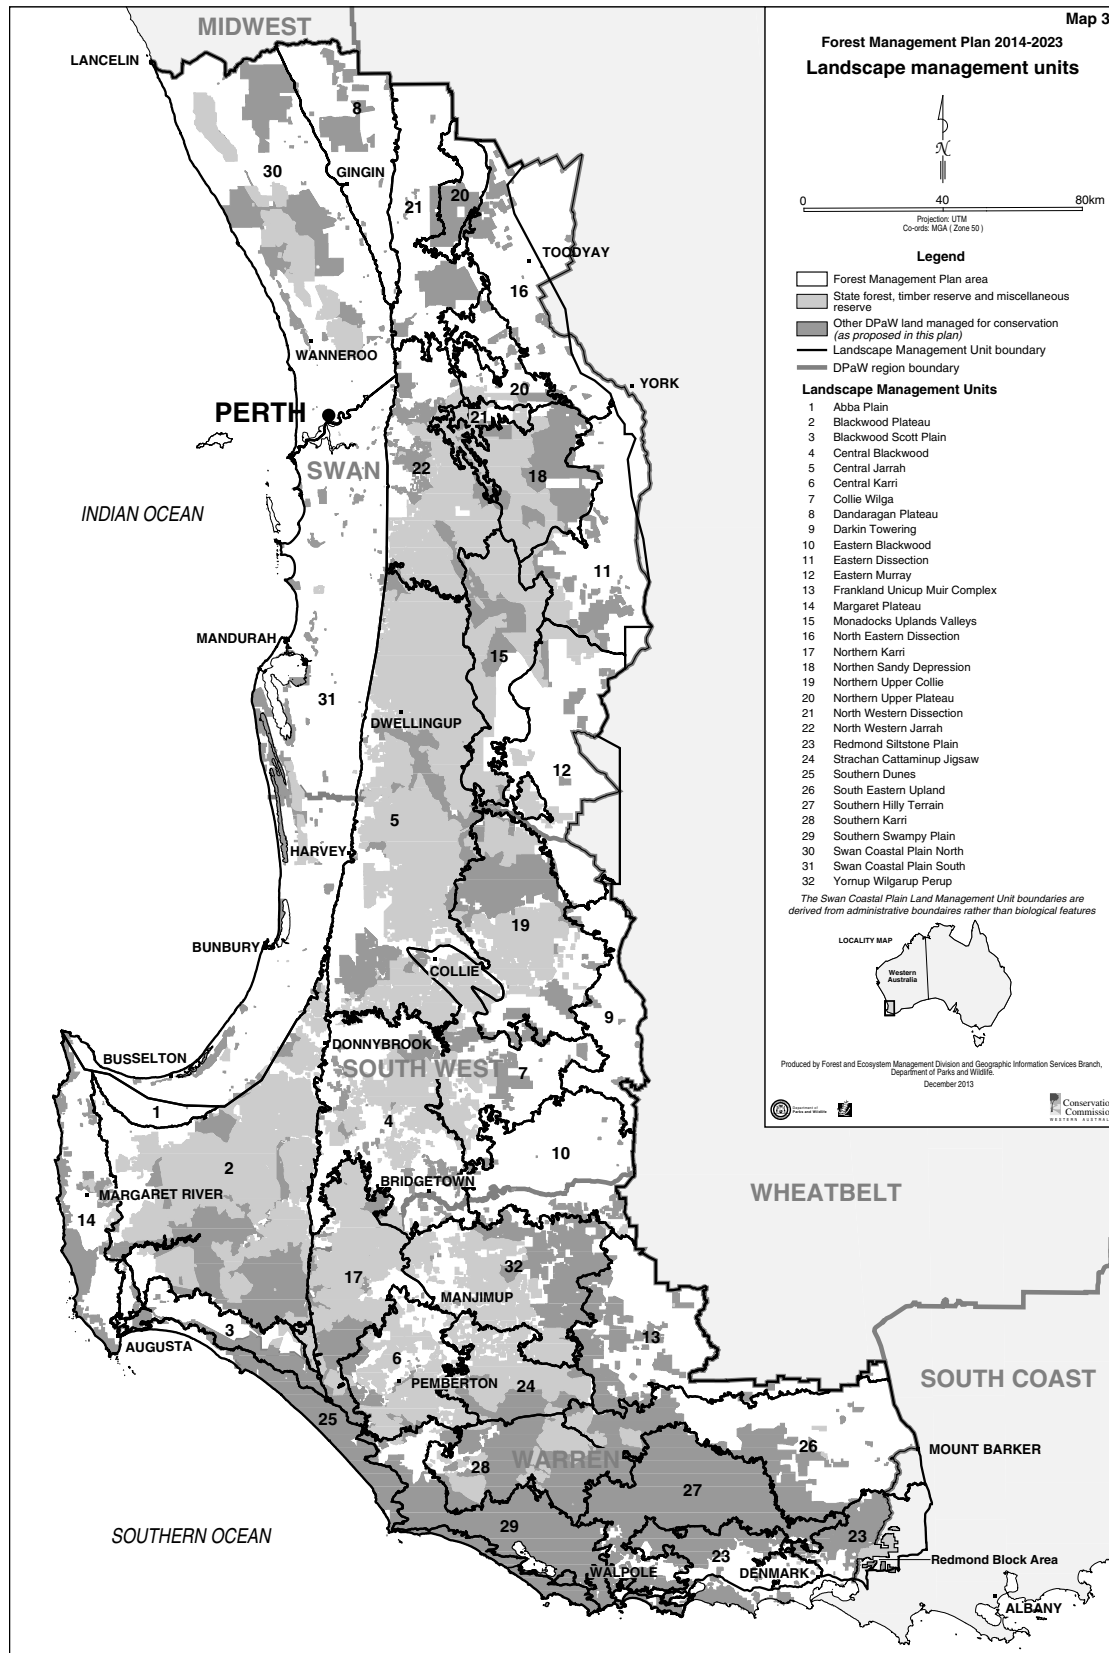 Map 3
Forest Management Plan 2014-2023
Landscape management units
N
0 40 80km
Projection: UTM
Co-ords: MGA ( Zone 50 )
Legend
Forest Management Plan area
State forest, timber reserve and miscellaneous
reserve
Other DPaW land managed for conservation
(as proposed in this plan)
Landscape Management Unit boundary
DPaW region boundary
Landscape Management Units
1 Abba Plain
2 Blackwood Plateau
3 Blackwood Scott Plain
4 Central Blackwood
5 Central Jarrah
6 Central Karri
7 Collie Wilga
8 Dandaragan Plateau
9 Darkin Towering
10 Eastern Blackwood
11 Eastern Dissection
12 Eastern Murray
13 Frankland Unicup Muir Complex
14 Margaret Plateau
15 Monadocks Uplands Valleys
16 North Eastern Dissection
17 Northern Karri
18 Northen Sandy Depression
19 Northern Upper Collie
20 Northern Upper Plateau
21 North Western Dissection
22 North Western Jarrah
23 Redmond Siltstone Plain
24 Strachan Cattaminup Jigsaw
25 Southern Dunes
26 South Eastern Upland
27 Southern Hilly Terrain
28 Southern Karri
29 Southern Swampy Plain
30 Swan Coastal Plain North
31 Swan Coastal Plain South
32 Yornup Wilgarup Perup
The Swan Coastal Plain Land Management Unit boundaries are
derived from administrative boundaires rather than biological features
LOCALITY MAP
Western
Australia
Produced by Forest and Ecosystem Management Division and Geographic Information Services Branch,
Department of Parks and Wildlife.
December 2013
Department of
Parks and Wildlife
Conservatio
Commissio
WESTERN AUSTRAL
MIDWEST
LANCELIN
8
30
GINGIN
21
20
TOODYAY
16
WANNEROO
20
YORK
PERTH
21
SWAN
22
18
INDIAN OCEAN
11
MANDURAH
15
31
DWELLINGUP
12
5
HARVEY
19
BUNBURY
COLLIE
9
DONNYBROOK
BUSSELTON
SOUTH WEST
7
1
4
10
2
BRIDGETOWN
WHEATBELT
MARGARET RIVER
14
32
17
MANJIMUP
3
13
AUGUSTA
6
PEMBERTON
24
SOUTH COAST
25
26
MOUNT BARKER
WARREN
28
27
29
SOUTHERN OCEAN
23
23
Redmond Block Area
WALPOLE
DENMARK
ALBANY